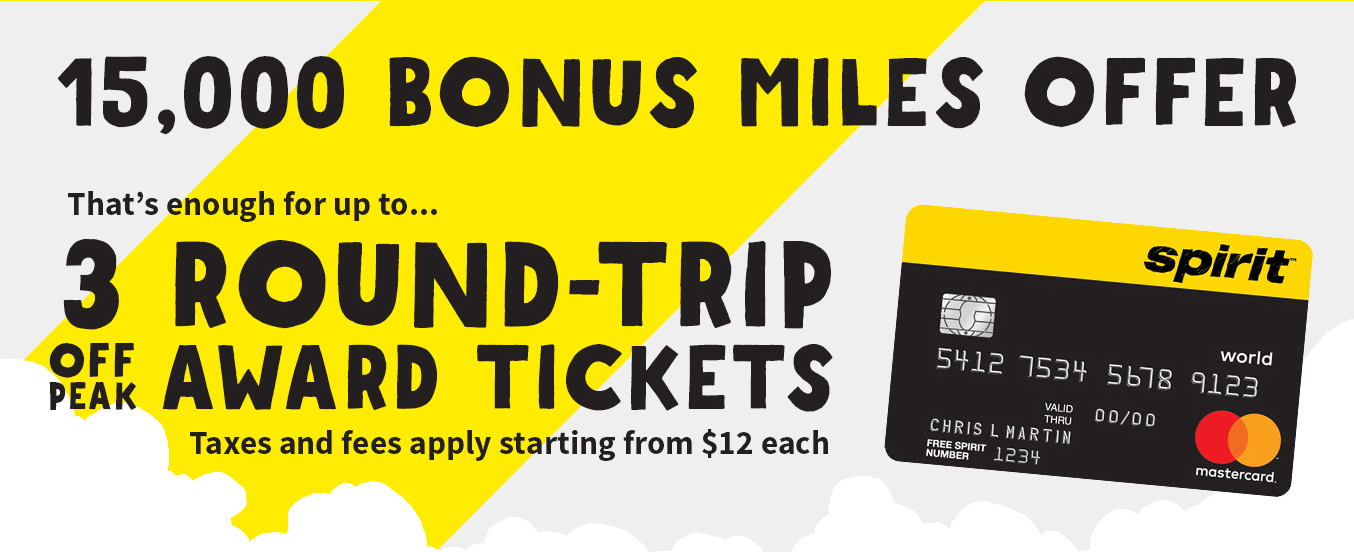 15,000 BONUS MILES OFFER
That's enough for up to...
3 ROUND-TRIP
OFF PEAK AWARD TICKETS
Taxes and fees apply starting from $12 each
spirit™
world
5412 7534 5678 9123
VALID THRU 00/00
CHRIS L MARTIN
FREE SPIRIT NUMBER 1234
mastercard.